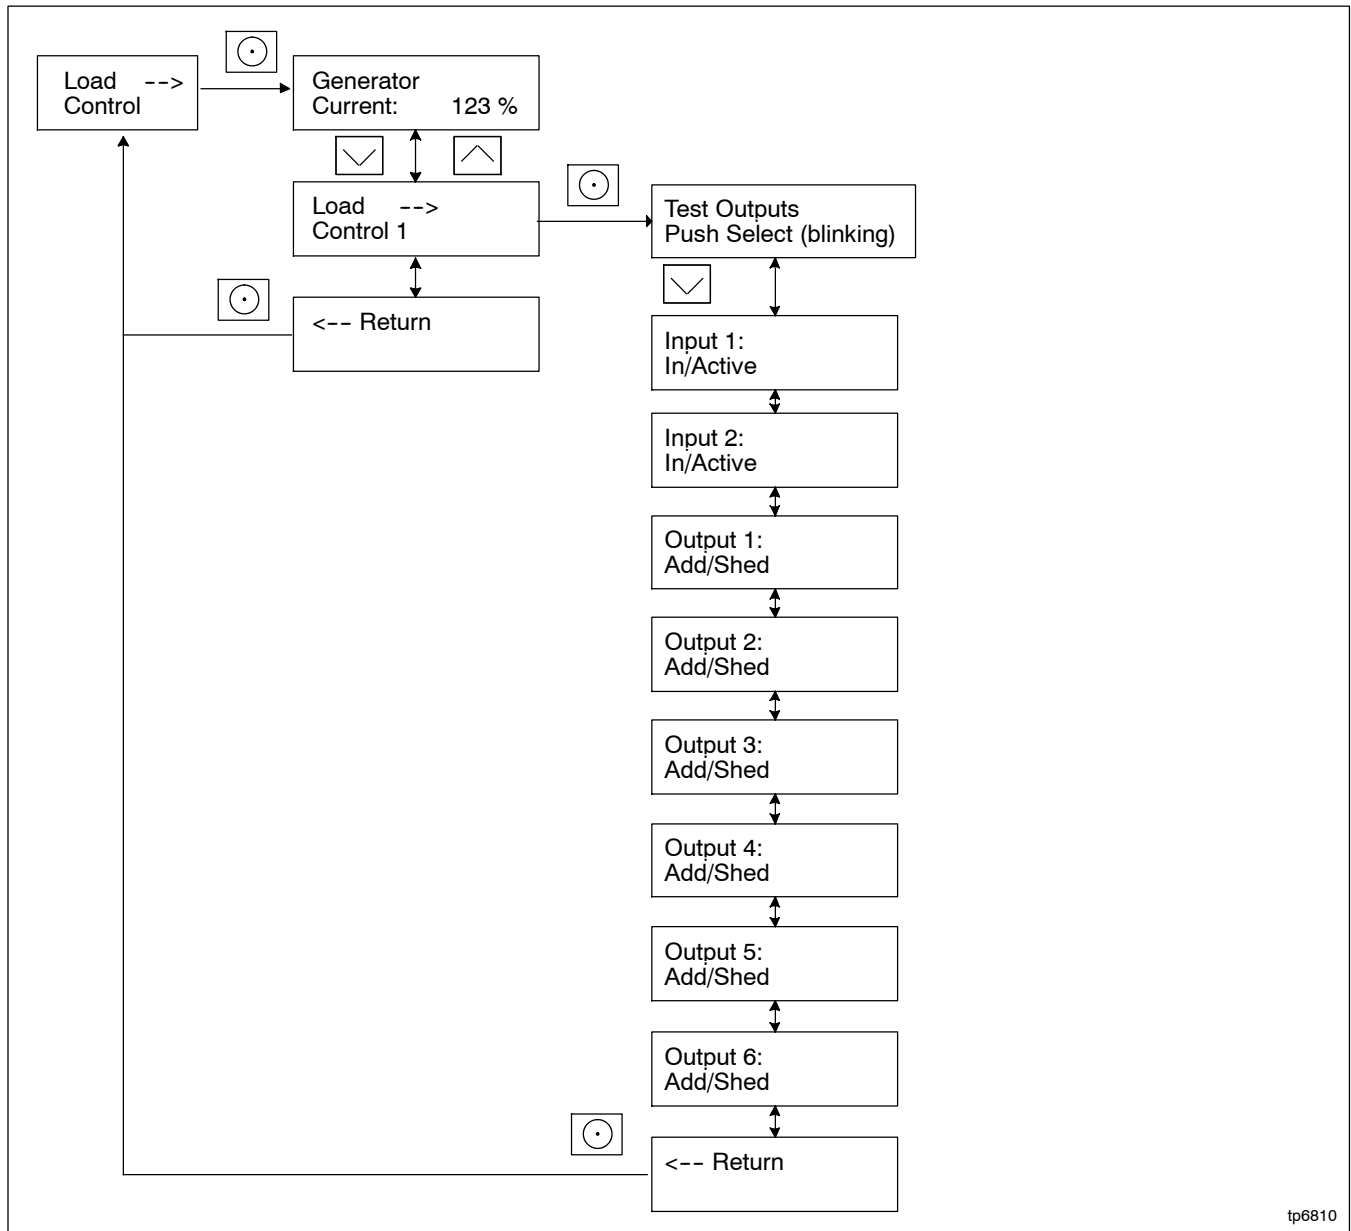 Load -->
Control
Generator
Current: 123 %
Load -->
Control 1
<-- Return
Test Outputs
Push Select (blinking)
Input 1:
In/Active
Input 2:
In/Active
Output 1:
Add/Shed
Output 2:
Add/Shed
Output 3:
Add/Shed
Output 4:
Add/Shed
Output 5:
Add/Shed
Output 6:
Add/Shed
<-- Return
tp6810